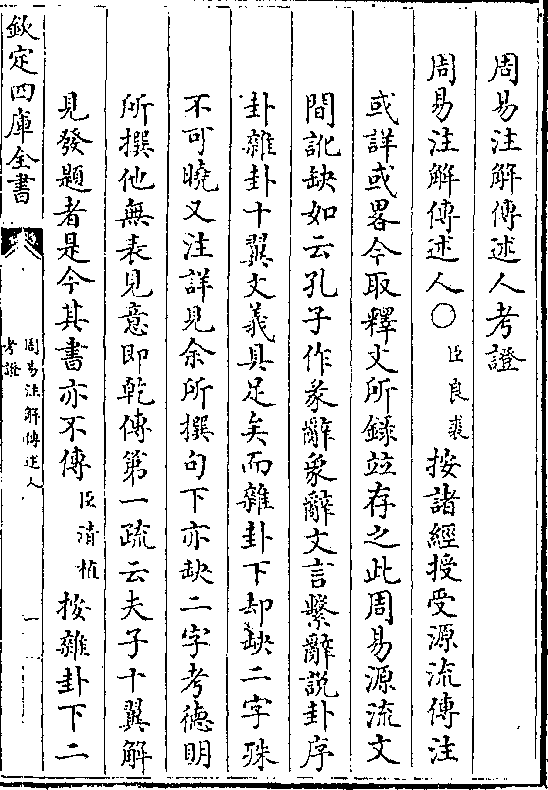 周易注解傳述人考證
周易注解傳述人○臣良裘按諸經授受源流傳注
或詳或畧今取釋文所錄並存之此周易源流文
間訛缺如云孔子作彖辭象辭文言繫辭說卦序
卦雜卦十翼文義具足矣而雜卦下却缺二字殊
不可曉又注詳見余所撰句下亦缺二字考德明
所撰他無表見意即乾傳第一疏云夫子十翼解
見發題者是今其書亦不傳臣清植按雜卦下二
欽定四庫全書
周易注解傳述人
考證
一